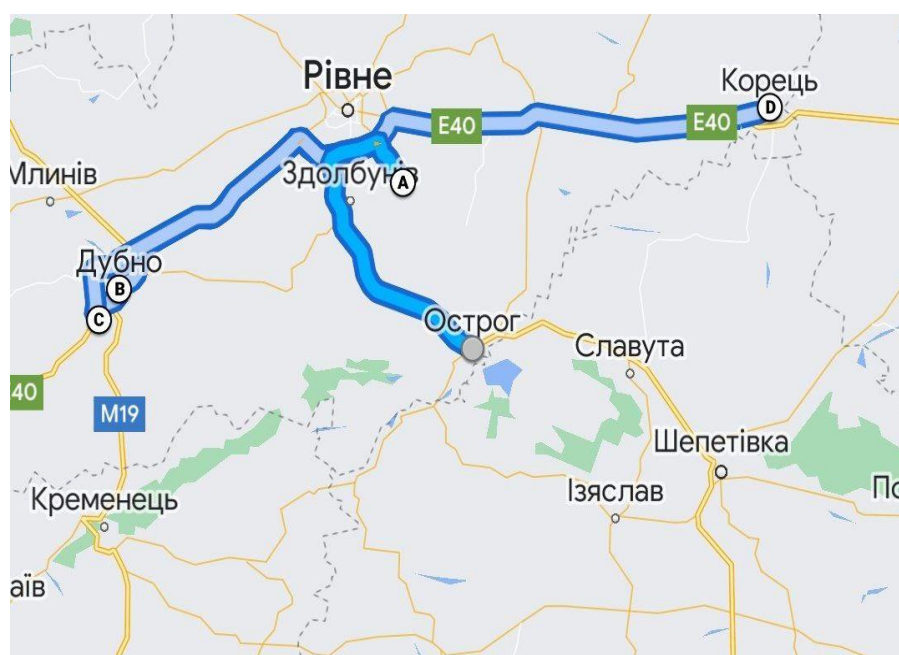 Рівне
Корець
D
E40
E40
Млинів
Здолбунів
A
Дубно
B
C
Острог
Славута
40
M19
Шепетівка
Ізяслав
По
Кременець
аїв